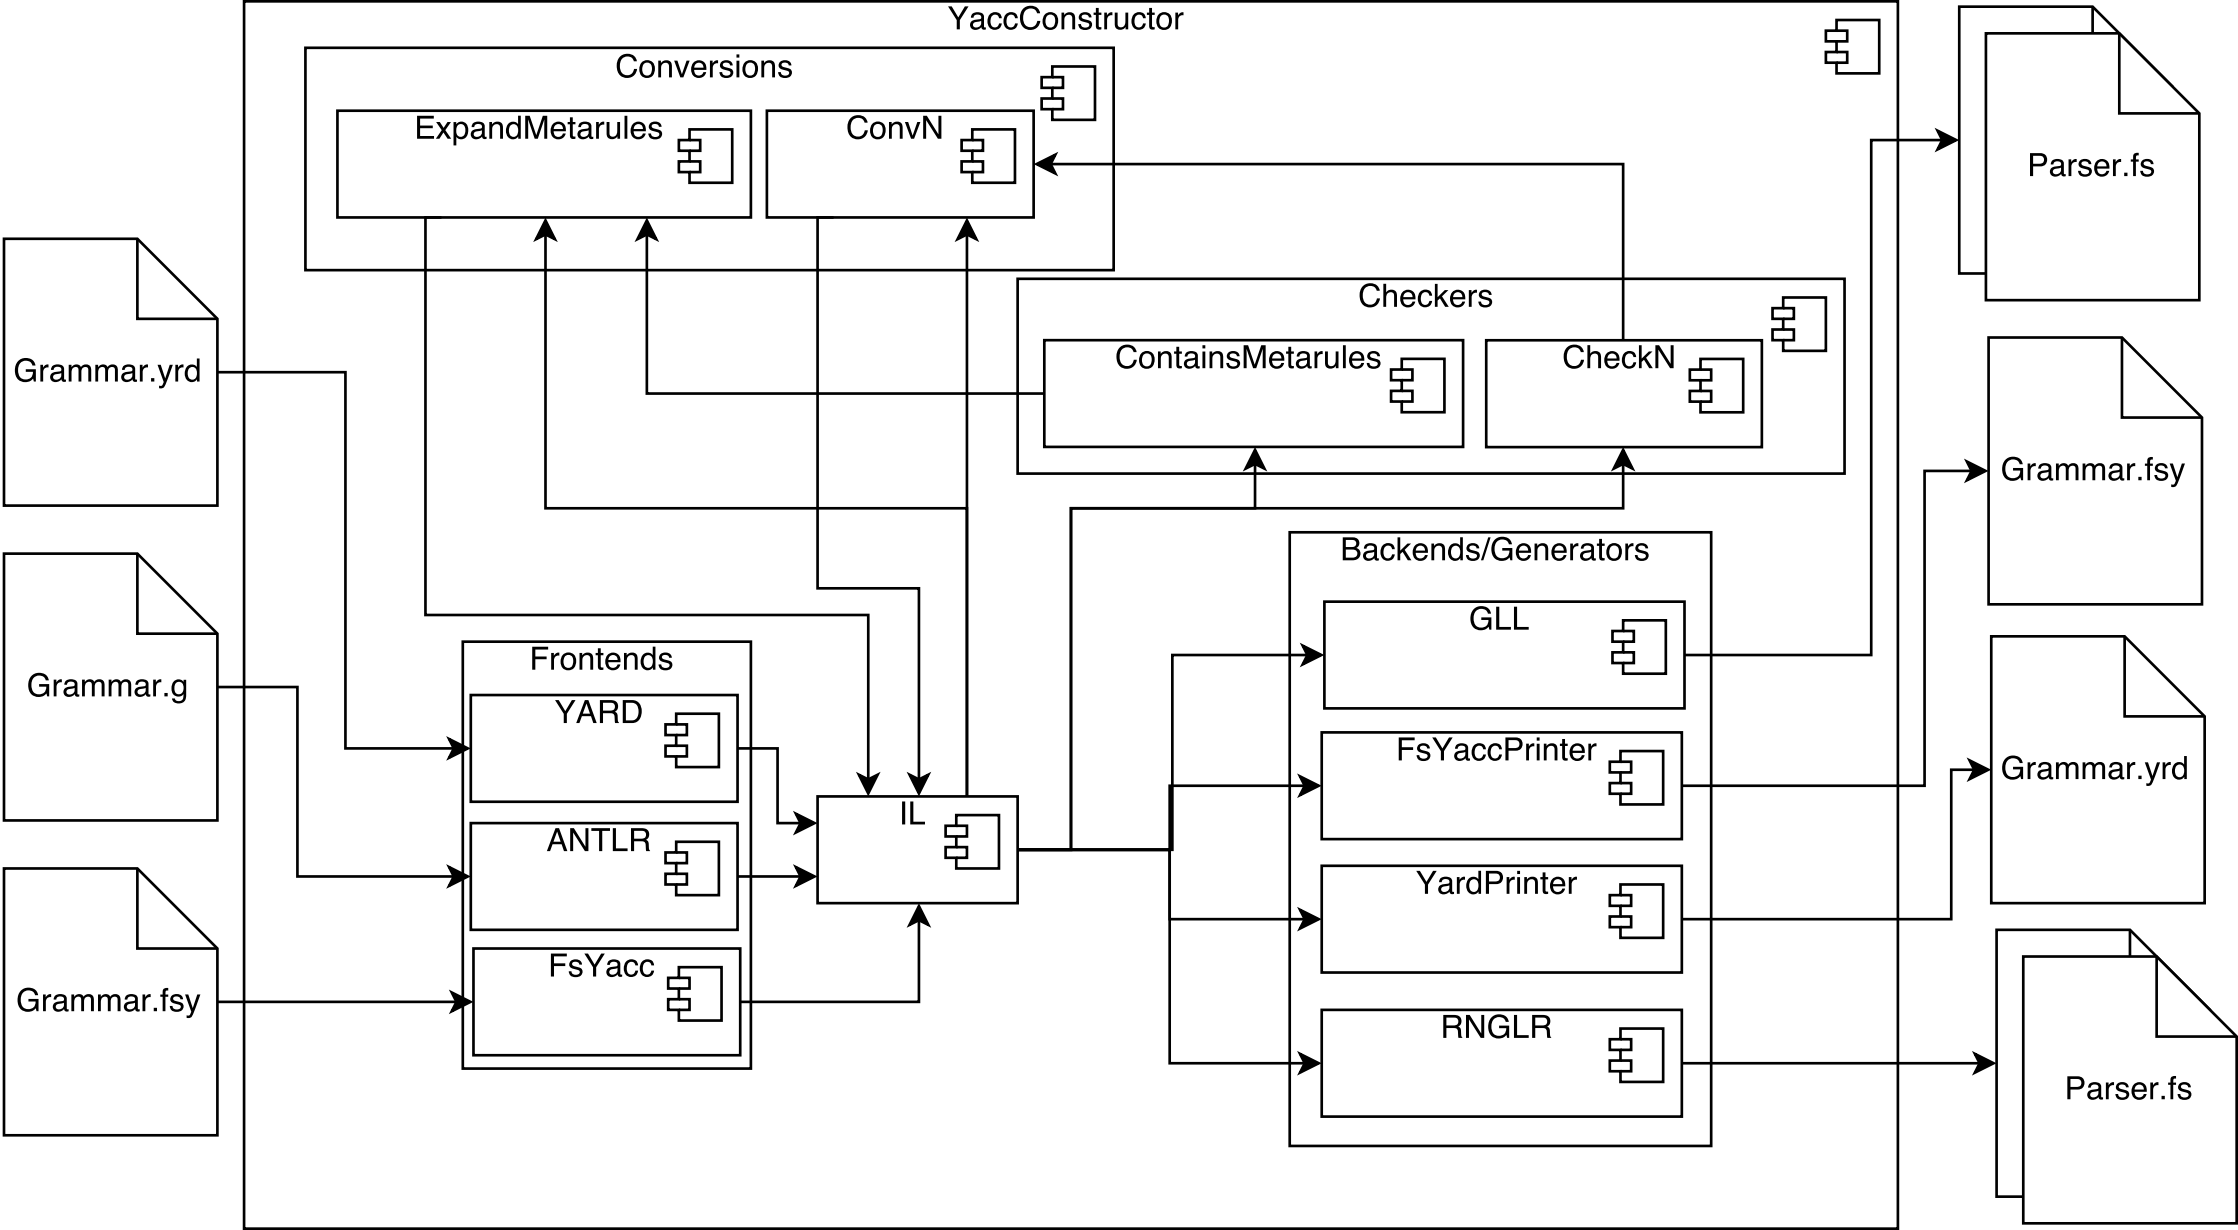 YaccConstructor
Conversions
ExpandMetarules
ConvN
Checkers
ContainsMetarules
CheckN
Grammar.yrd
Grammar.g
Grammar.fsy
Frontends
YARD
ANTLR
FsYacc
IL
Backends/Generators
GLL
FsYaccPrinter
YardPrinter
RNGLR
Parser.fs
Grammar.fsy
Grammar.yrd
Parser.fs